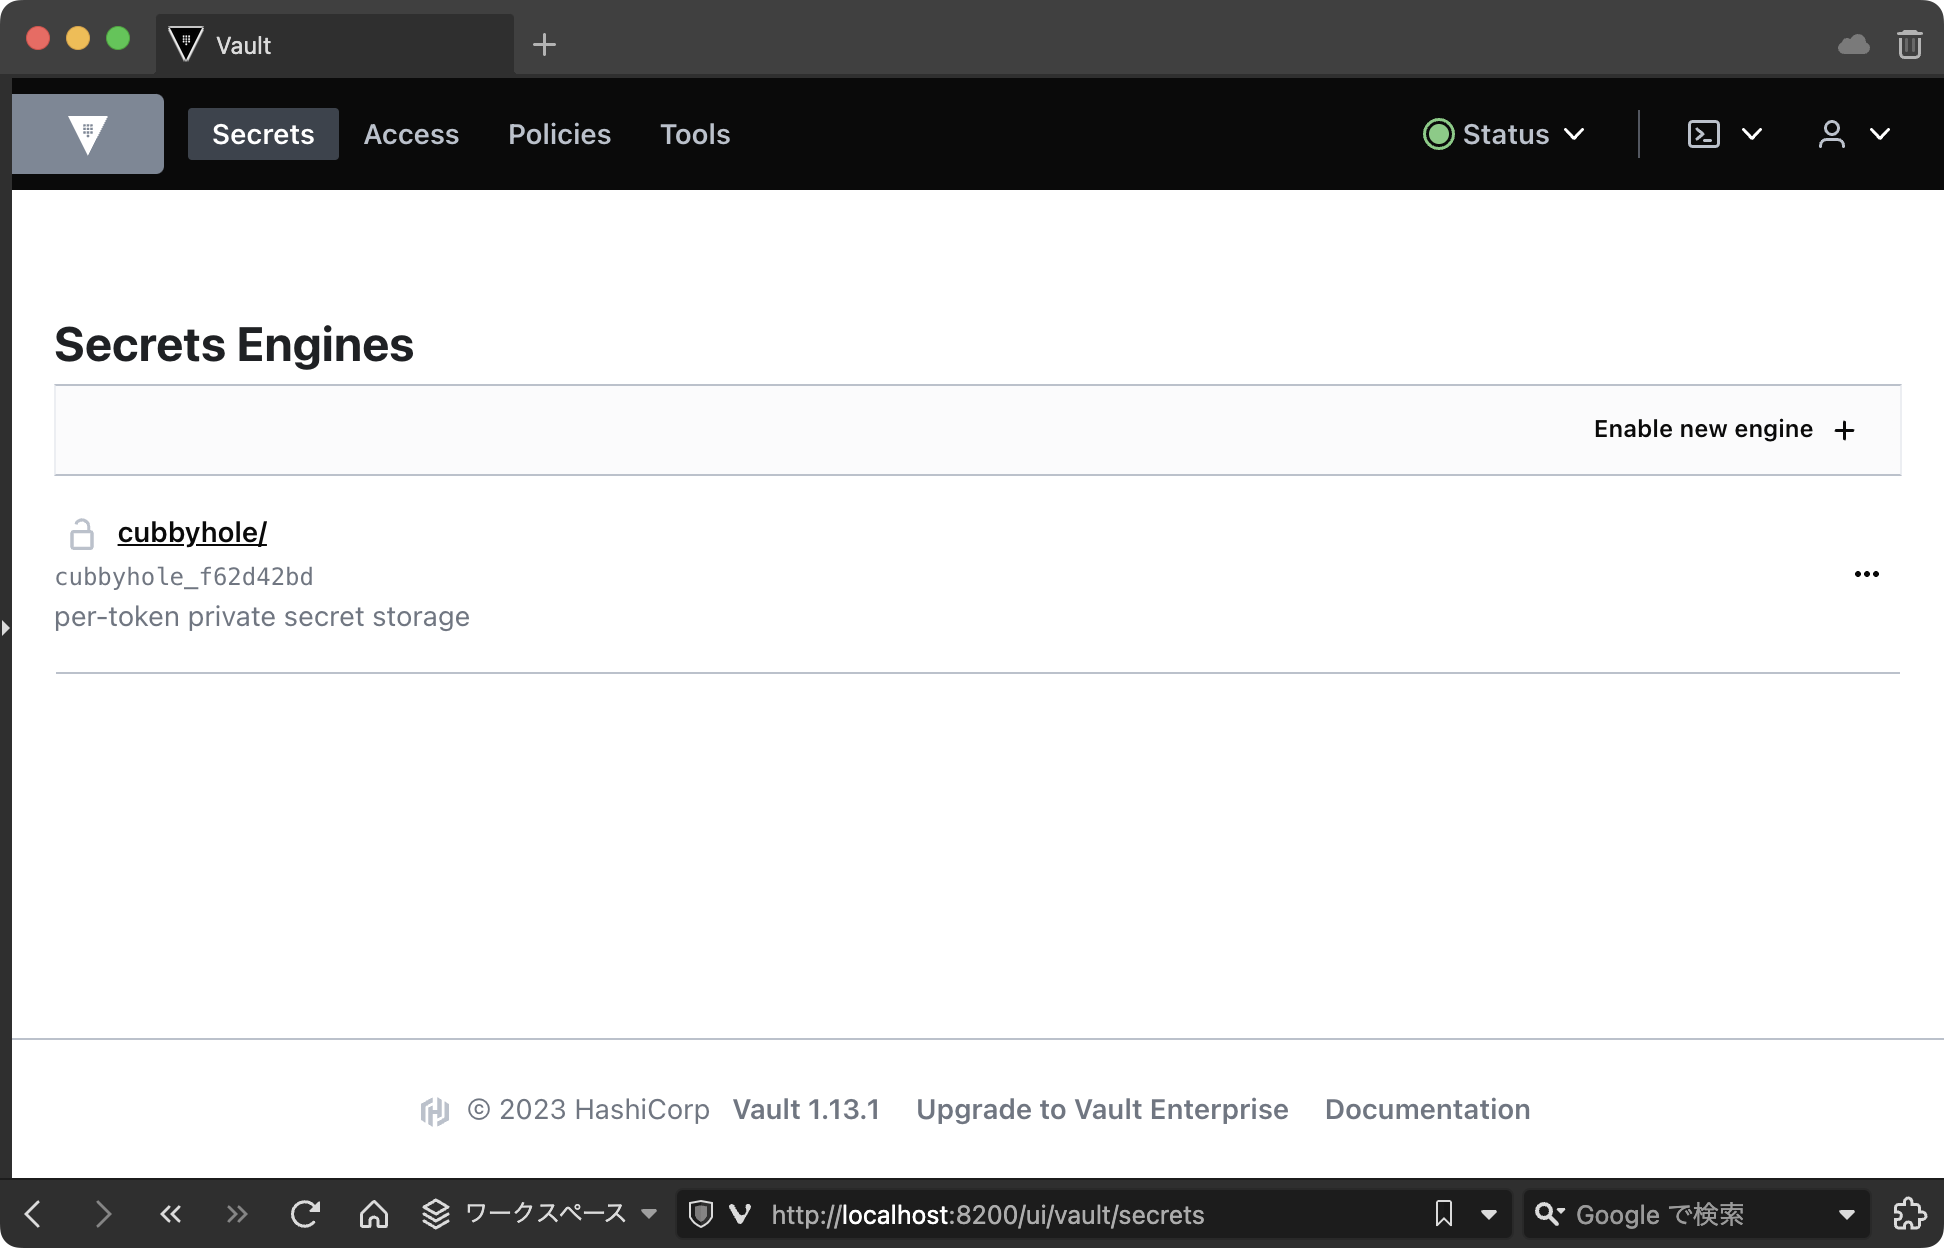 Vault
Secrets Access Policies Tools Status
Secrets Engines
Enable new engine
cubbyhole/
cubbyhole_f62d42bd
per-token private secret storage
© 2023 HashiCorp Vault 1.13.1 Upgrade to Vault Enterprise Documentation
ワークスペース http://localhost:8200/ui/vault/secrets Google で検索